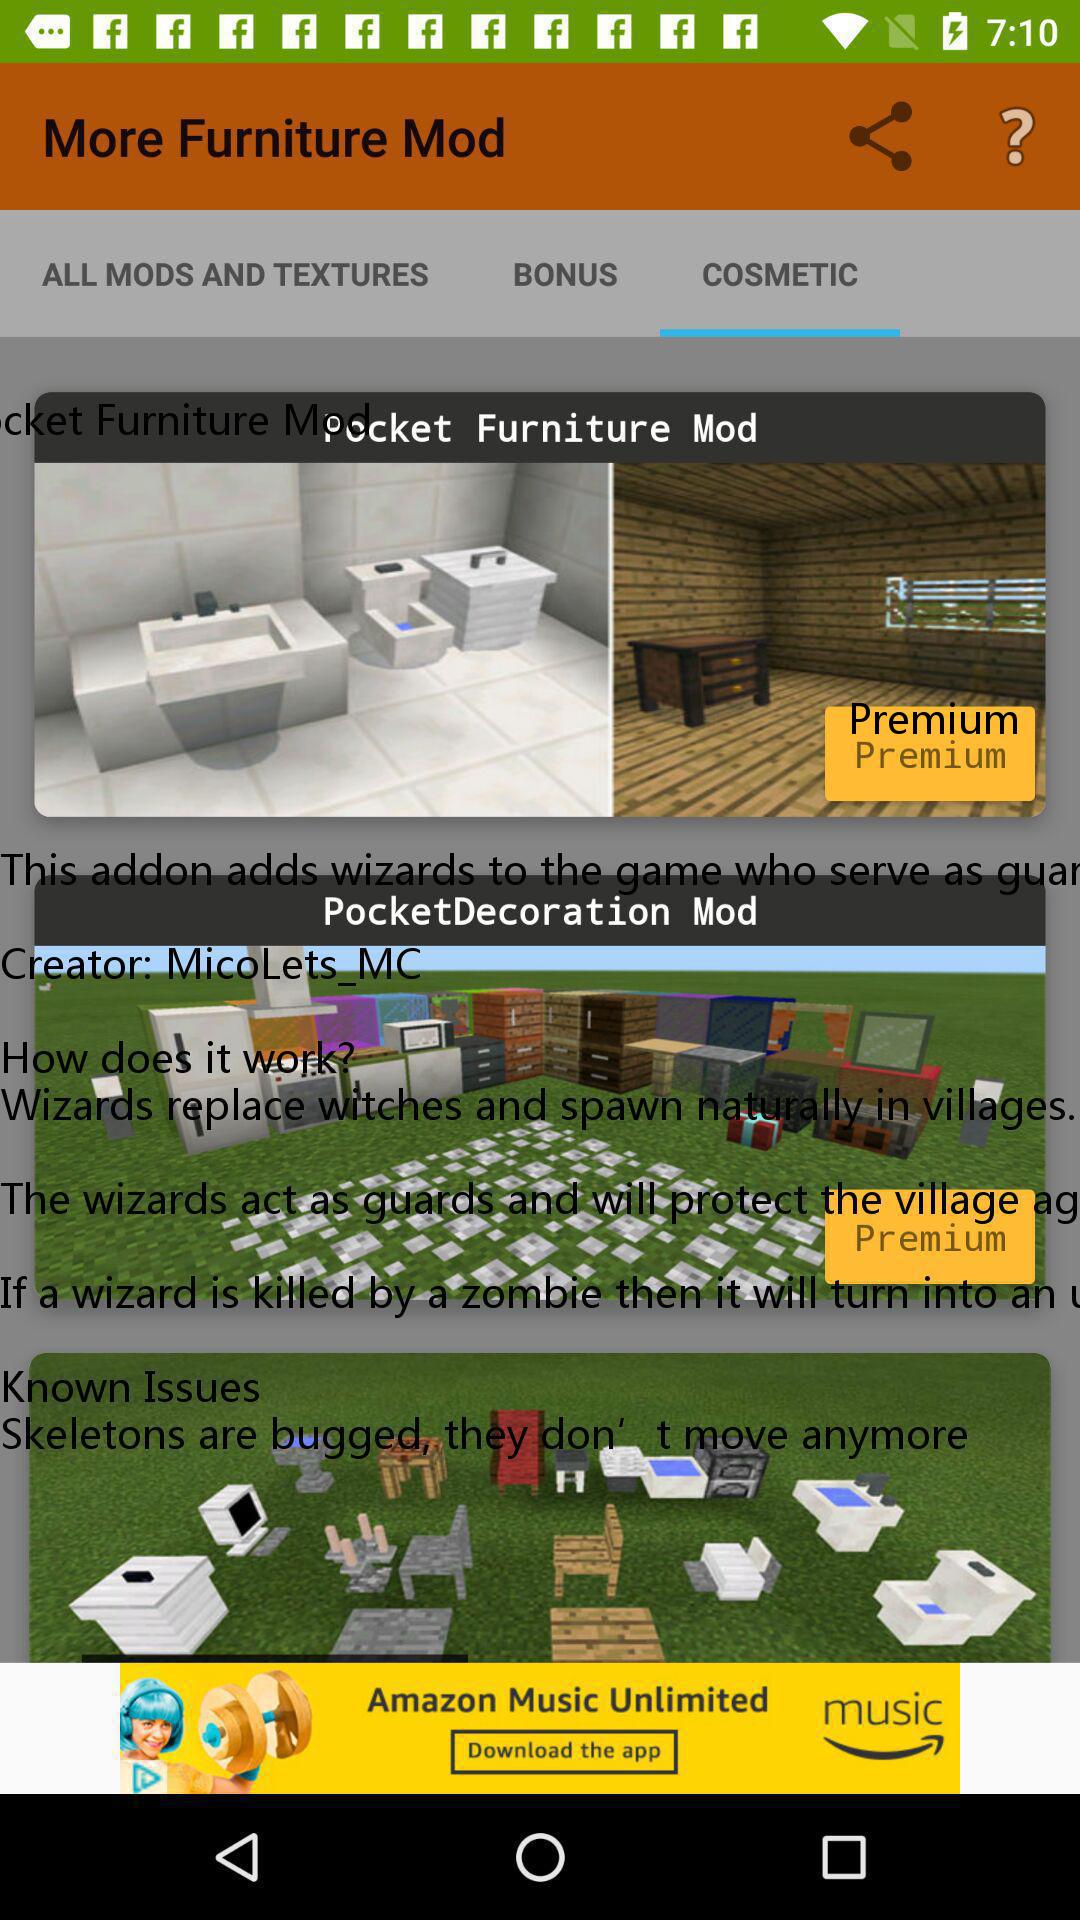 7:10
More Furniture Mod
?
ALL MODS AND TEXTURES BONUS COSMETIC
cket Furniture Mod
Pocket Furniture Mod
Premium
Premium
This addon adds wizards to the game who serve as guar
PocketDecoration Mod
Creator: MicoLets_MC
How does it work?
Wizards replace witches and spawn naturally in villages.
The wizards act as guards and will protect the village ag
Premium
If a wizard is killed by a zombie then it will turn into an u
Known Issues
Skeletons are bugged, they don’t move anymore
Amazon Music Unlimited
Download the app
music